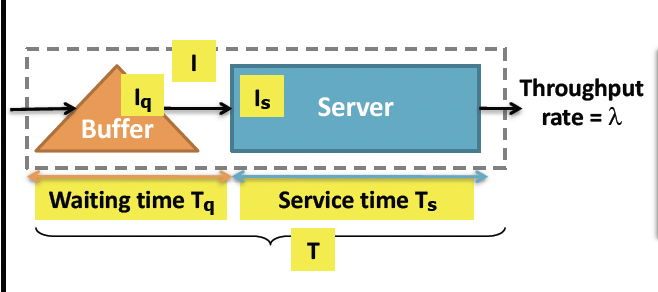 I
Iq
Buffer
Is
Server
Throughput
rate = λ
Waiting time Tq
Service time Ts
T